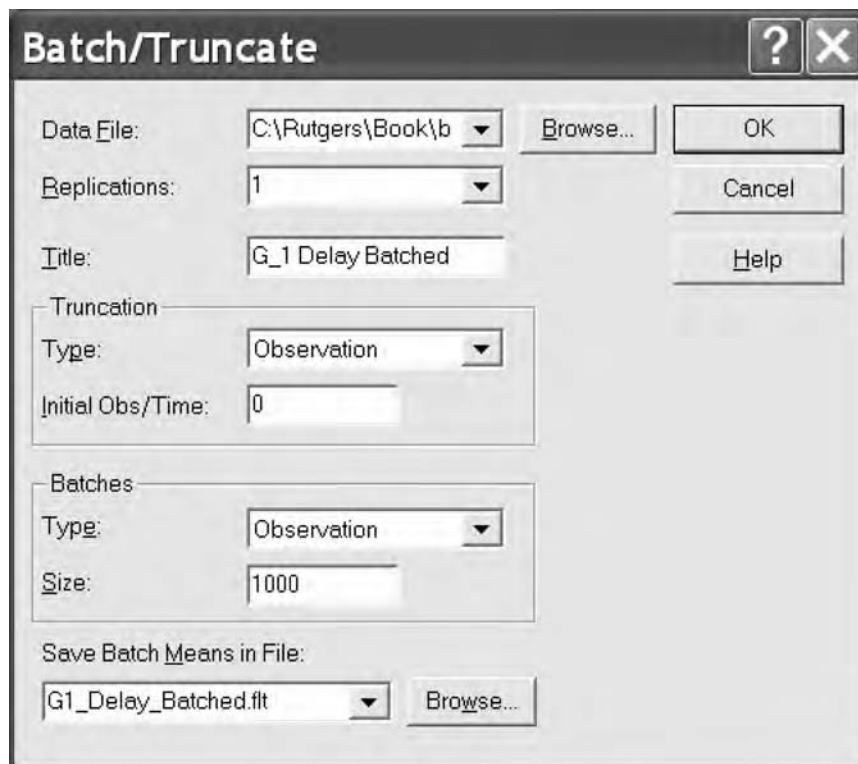 Batch/Truncate
Data File: C:\Rutgers\Book\b Browse... OK
Replications: 1 Cancel
Title: G_1 Delay Batched Help
Truncation
Type: Observation
Initial Obs/Time: 0
Batches
Type: Observation
Size: 1000
Save Batch Means in File:
G1_Delay_Batched.flt Browse...